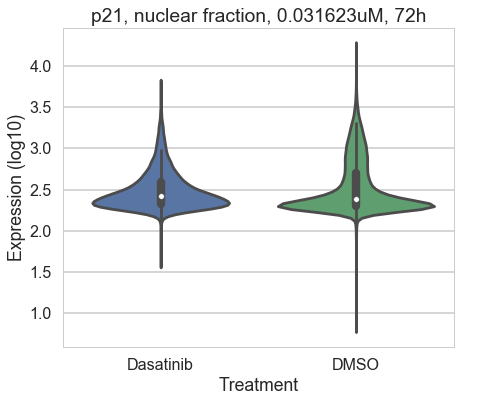 p21, nuclear fraction, 0.031623uM, 72h
Expression (log10)
4.0
3.5
3.0
2.5
2.0
1.5
1.0
Dasatinib DMSO
Treatment